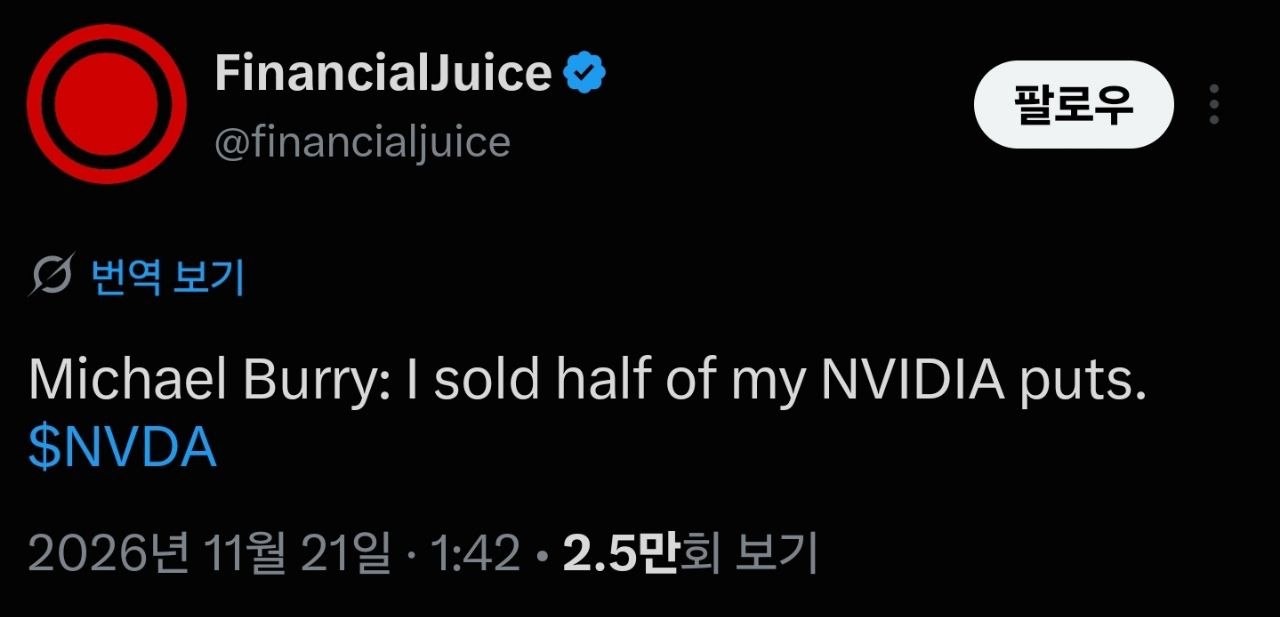 FinancialJuice
@financialjuice
팔로우
번역 보기
Michael Burry: I sold half of my NVIDIA puts.
$NVDA
2026년 11월 21일 · 1:42 • 2.5만회 보기